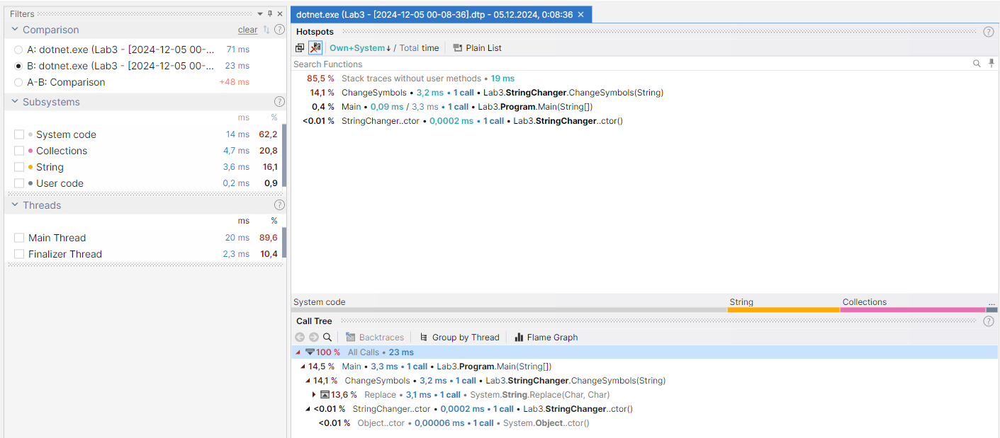 Filters
Comparison clear
A: dotnet.exe (Lab3 - [2024-12-05 00-... 71 ms
B: dotnet.exe (Lab3 - [2024-12-05 00-... 23 ms
A-B: Comparison +48 ms
Subsystems
ms %
System code 14 ms 62,2
Collections 4,7 ms 20,8
String 3,6 ms 16,1
User code 0,2 ms 0,9
Threads
ms %
Main Thread 20 ms 89,6
Finalizer Thread 2,3 ms 10,4
dotnet.exe (Lab3 - [2024-12-05 00-08-36].dtp - 05.12.2024, 0:08:36
Hotspots
Own+System / Total time Plain List
Search Functions
85,5 % Stack traces without user methods • 19 ms
14,1 % ChangeSymbols • 3,2 ms • 1 call • Lab3.StringChanger.ChangeSymbols(String)
0,4 % Main • 0,09 ms / 3,3 ms • 1 call • Lab3.Program.Main(String[])
<0.01 % StringChanger..ctor • 0,0002 ms • 1 call • Lab3.StringChanger..ctor()
System code String Collections ...
Call Tree
Backtraces Group by Thread Flame Graph
100 % All Calls • 23 ms
14,5 % Main • 3,3 ms • 1 call • Lab3.Program.Main(String[])
14,1 % ChangeSymbols • 3,2 ms • 1 call • Lab3.StringChanger.ChangeSymbols(String)
13,6 % Replace • 3,1 ms • 1 call • System.String.Replace(Char, Char)
<0.01 % StringChanger..ctor • 0,0002 ms • 1 call • Lab3.StringChanger..ctor()
<0.01 % Object..ctor • 0,00006 ms • 1 call • System.Object..ctor()